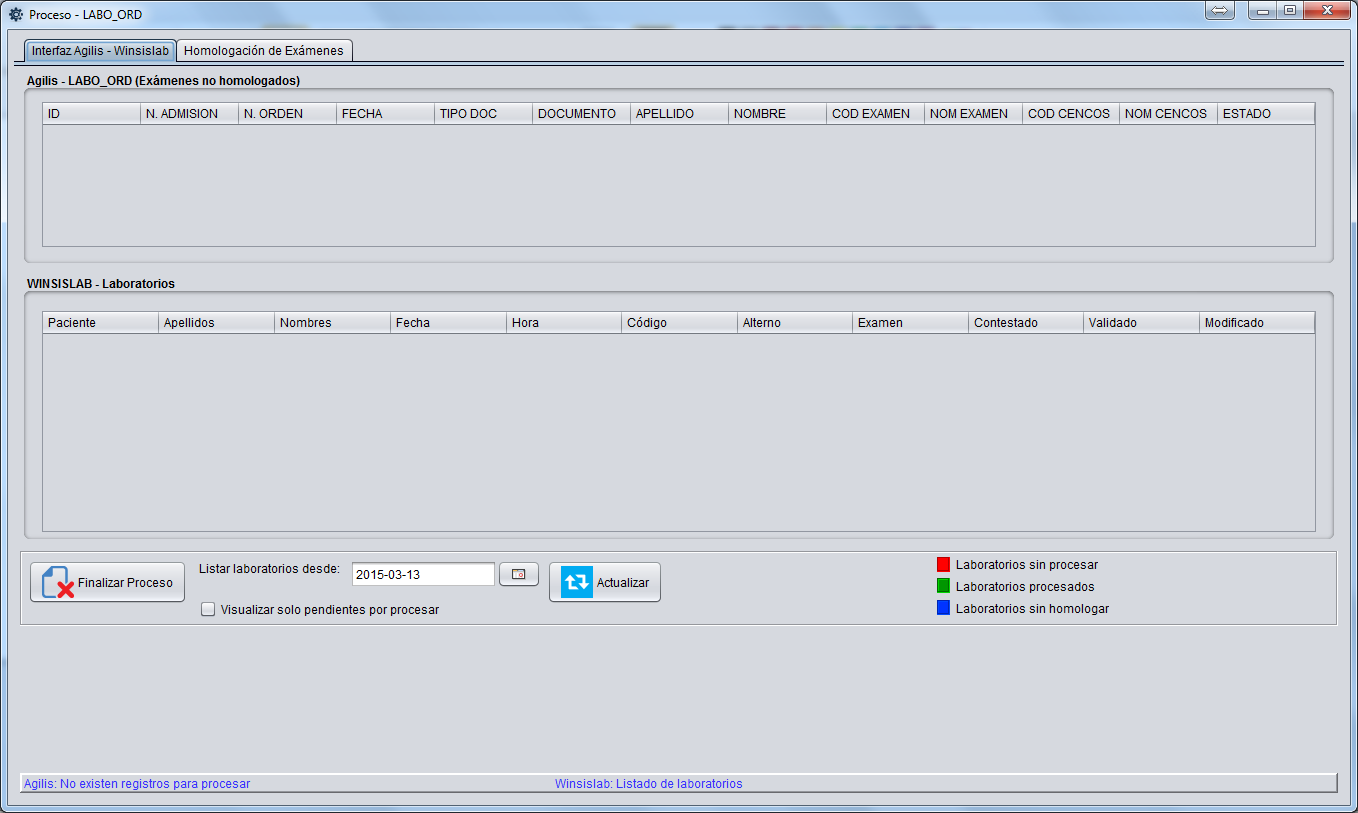 Proceso - LABO_ORD
Interfaz Agilis - Winsislab Homologación de Exámenes
Agilis - LABO_ORD (Exámenes no homologados)
ID N. ADMISION N. ORDEN FECHA TIPO DOC DOCUMENTO APELLIDO NOMBRE COD EXAMEN NOM EXAMEN COD CENCOS NOM CENCOS ESTADO
WINSISLAB - Laboratorios
Paciente Apellidos Nombres Fecha Hora Código Alterno Examen Contestado Validado Modificado
Finalizar Proceso Listar laboratorios desde: 2015-03-13 Actualizar
Visualizar solo pendientes por procesar
Laboratorios sin procesar
Laboratorios procesados
Laboratorios sin homologar
Agilis: No existen registros para procesar Winsislab: Listado de laboratorios